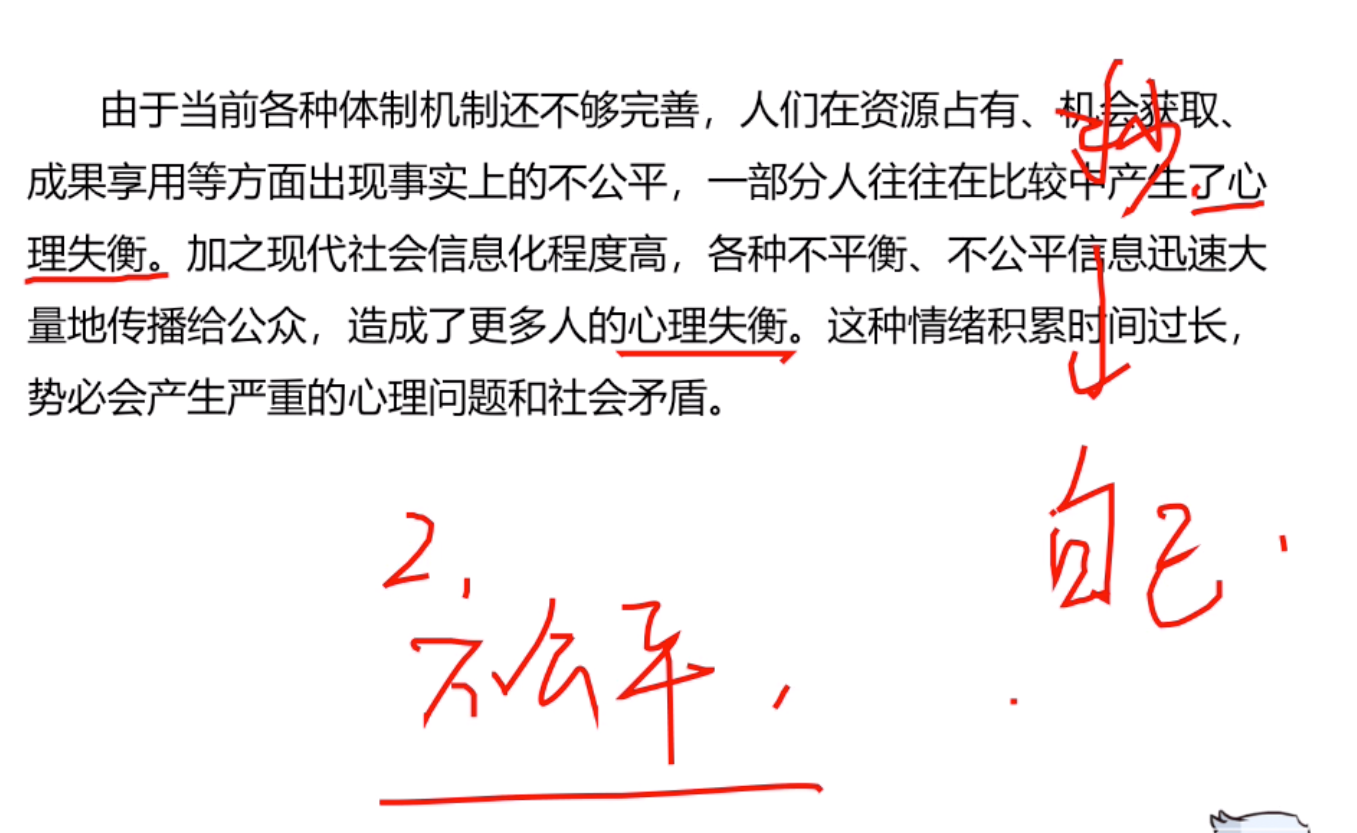 由于当前各种体制机制还不够完善，人们在资源占有、机会获取、
成果享用等方面出现事实上的不公平，一部分人往往在比较中产生了心
理失衡。加之现代社会信息化程度高，各种不平衡、不公平信息迅速大
量地传播给公众，造成了更多人的心理失衡。这种情绪积累时间过长，
势必会产生严重的心理问题和社会矛盾。
自己.
2,
不公平，